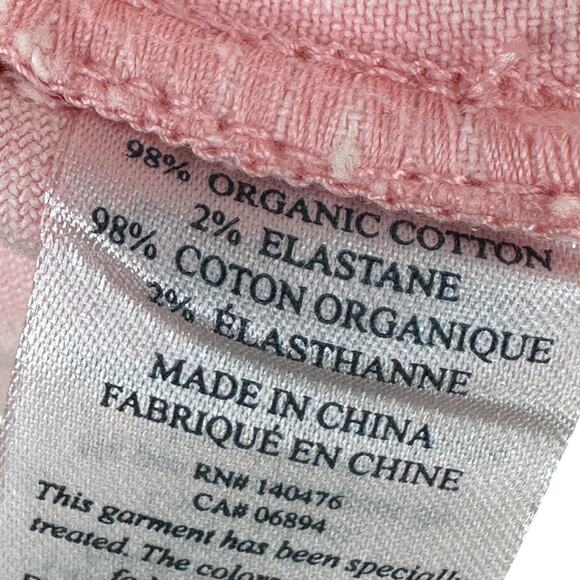 98% ORGANIC COTTON
2% ELASTANE
98% COTON ORGANIQUE
2% ÉLASTHANNE
MADE IN CHINA
FABRIQUÉ EN CHINE
RN# 140476
CA# 06894
This garment has been specially
treated. The colors